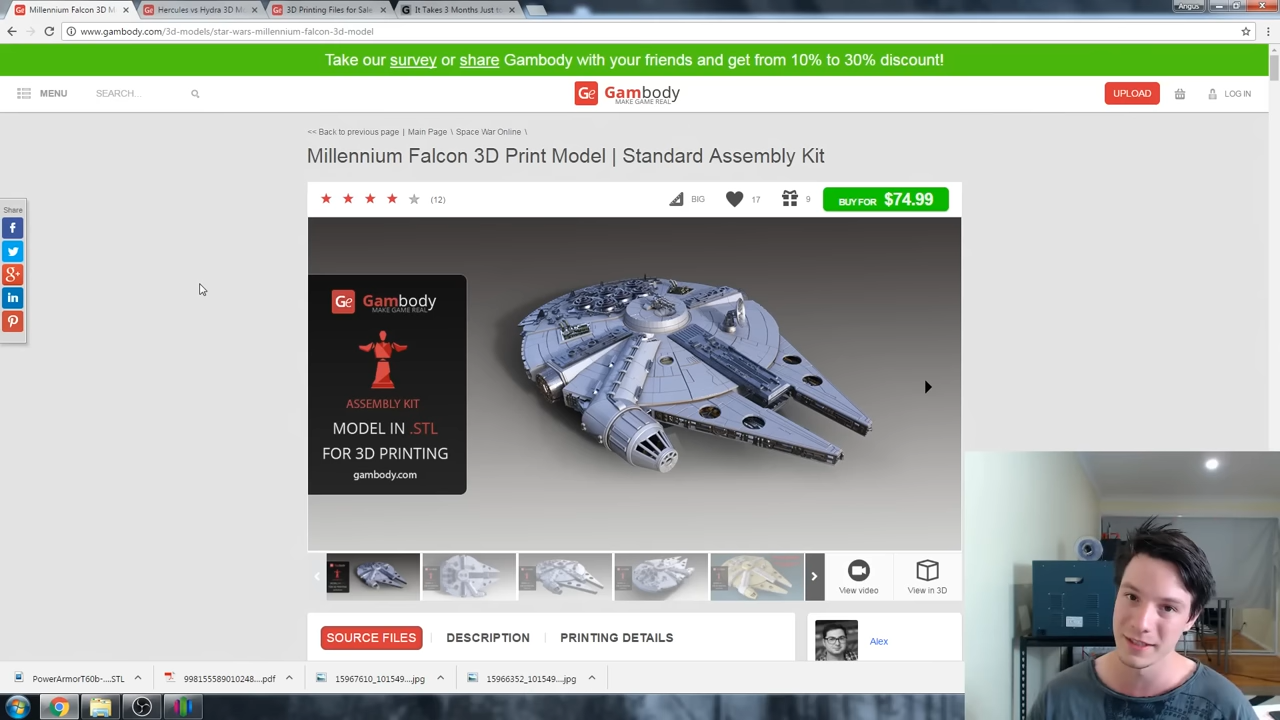 Millennium Falcon 3D M
Hercules vs Hydra 3D M
3D Printing Files for Sale
It Takes 3 Months Just to
Angus
www.gambody.com/3d-models/star-wars-millennium-falcon-3d-model
Take our survey or share Gambody with your friends and get from 10% to 30% discount!
MENU
SEARCH...
Ge Gambody
MAKE GAME REAL
UPLOAD
LOG IN
<< Back to previous page | Main Page \ Space War Online \
Millennium Falcon 3D Print Model | Standard Assembly Kit
(12)
BIG
17
9
BUY FOR $74.99
Share
Ge Gambody
MAKE GAME REAL
ASSEMBLY KIT
MODEL IN .STL
FOR 3D PRINTING
gambody.com
View video
View in 3D
SOURCE FILES
DESCRIPTION
PRINTING DETAILS
Alex
PowerArmorT60b-....STL
998155589010248....pdf
15967610_101549....jpg
15966352_101549....jpg